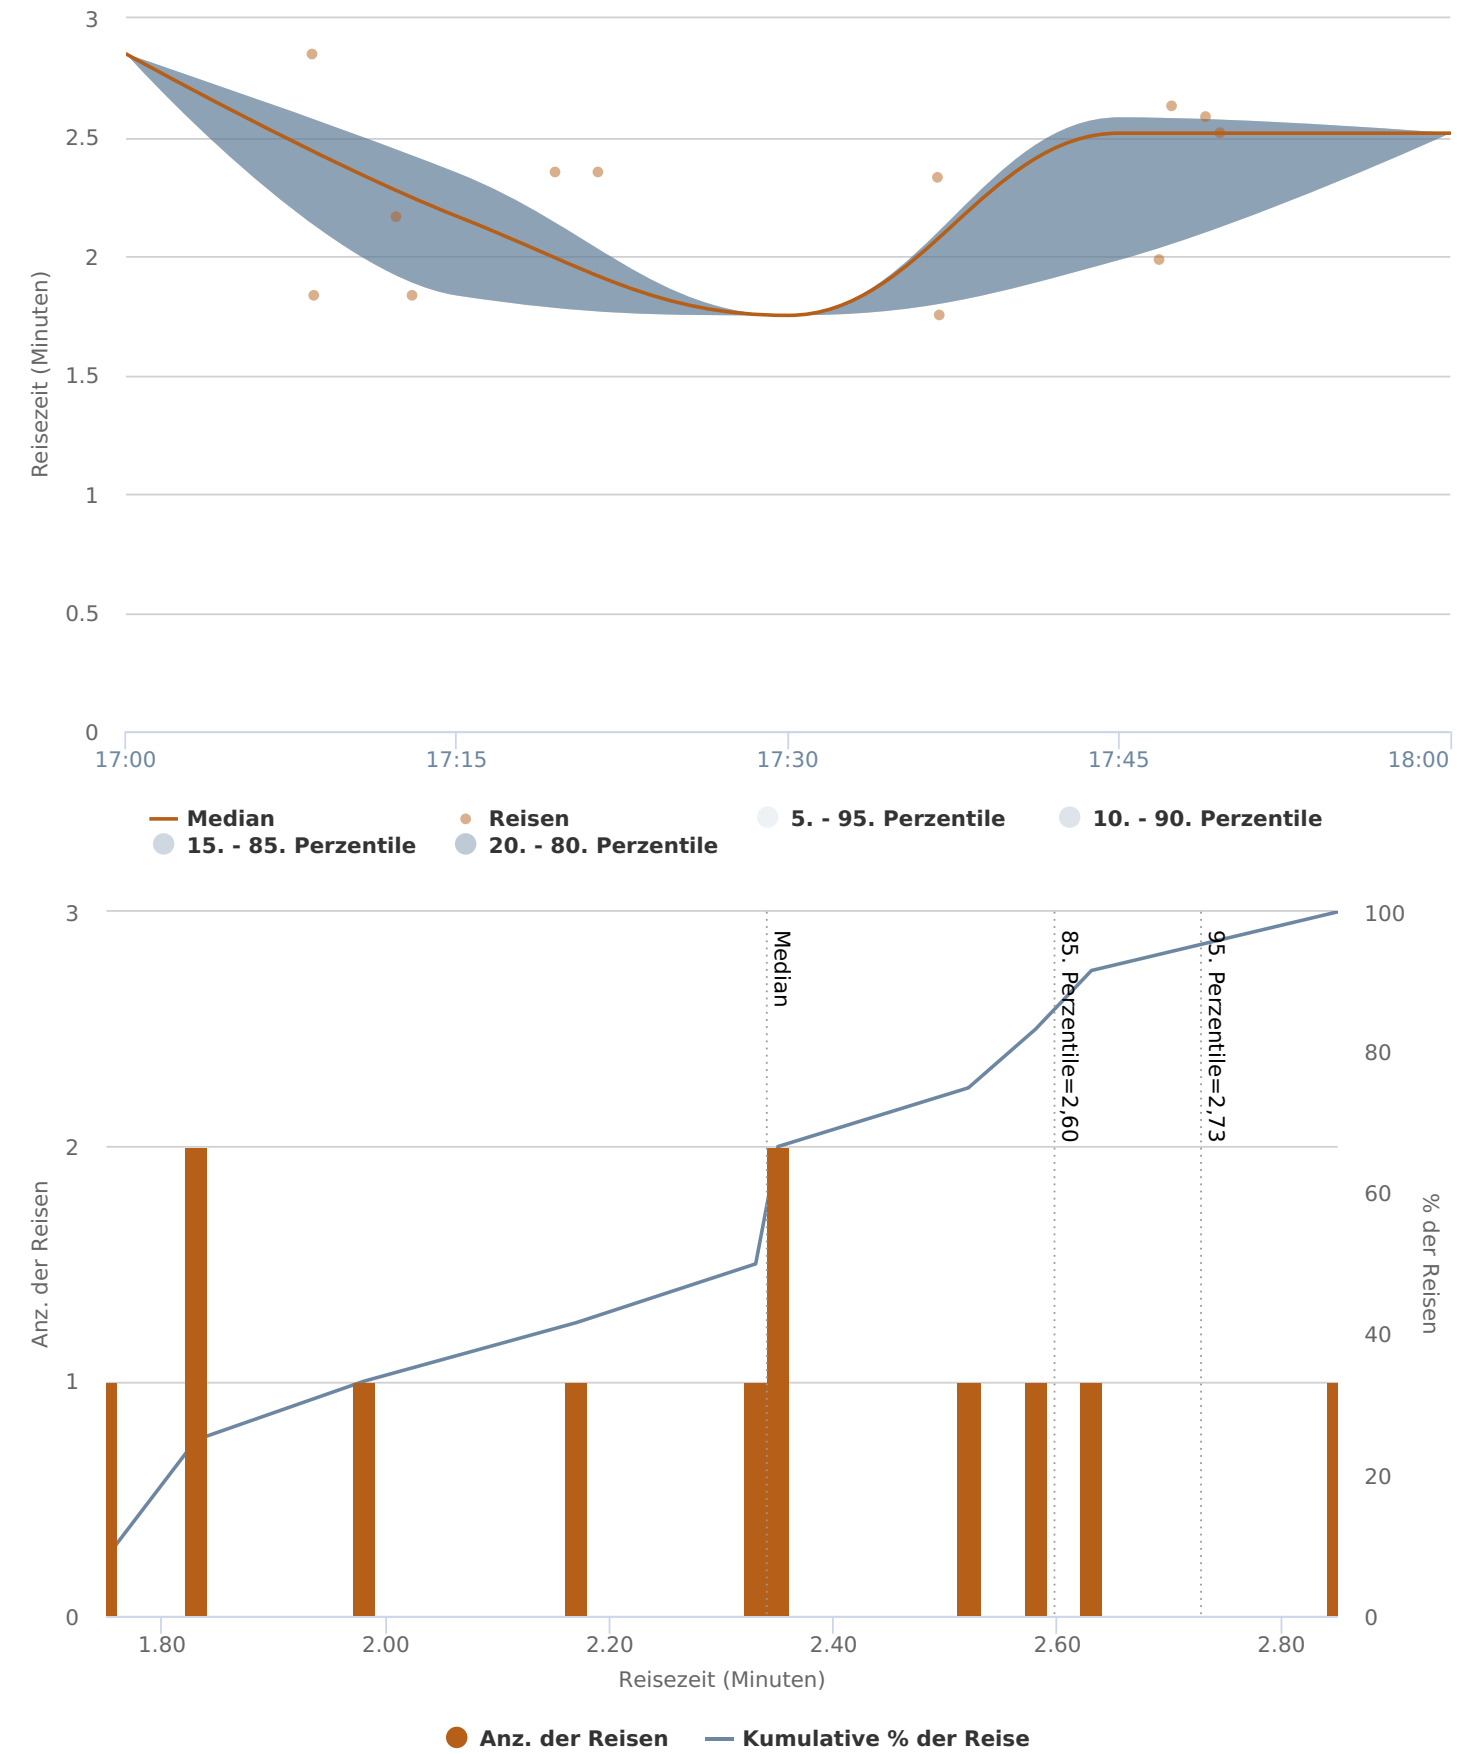 3
2.5
2
1.5
1
0.5
0
Reisezeit (Minuten)
17:00 17:15 17:30 17:45 18:00
Median Reisen 5. - 95. Perzentile 10. - 90. Perzentile
15. - 85. Perzentile 20. - 80. Perzentile
3
2
1
0
Anz. der Reisen
Median
85. Perzentile=2,60
95. Perzentile=2,73
100
80
60
40
20
0
% der Reisen
1.80 2.00 2.20 2.40 2.60 2.80
Reisezeit (Minuten)
Anz. der Reisen Kumulative % der Reise